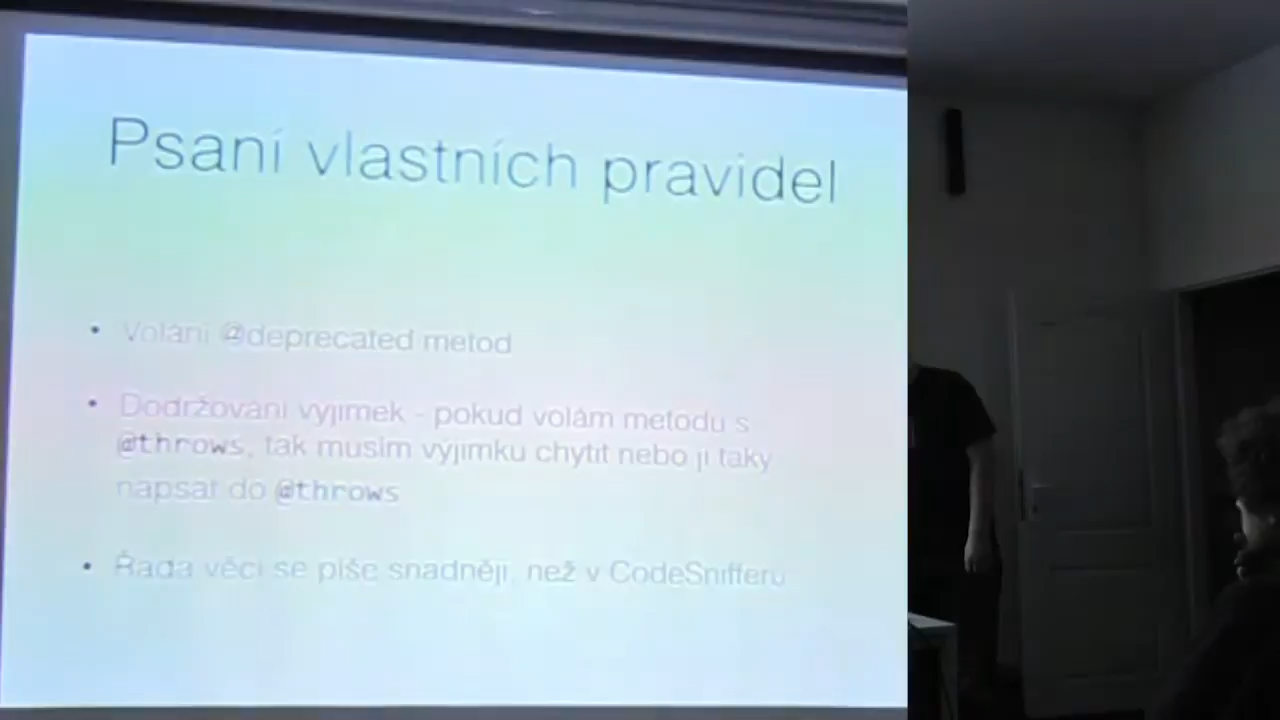 Psaní vlastních pravidel
• Volání @deprecated metod
• Dodržování výjimek - pokud volám metodu s
@throws, tak musím výjimku chytit nebo ji taky
napsat do @throws
• Řada věcí se píše snadněji, než v CodeSnifferu